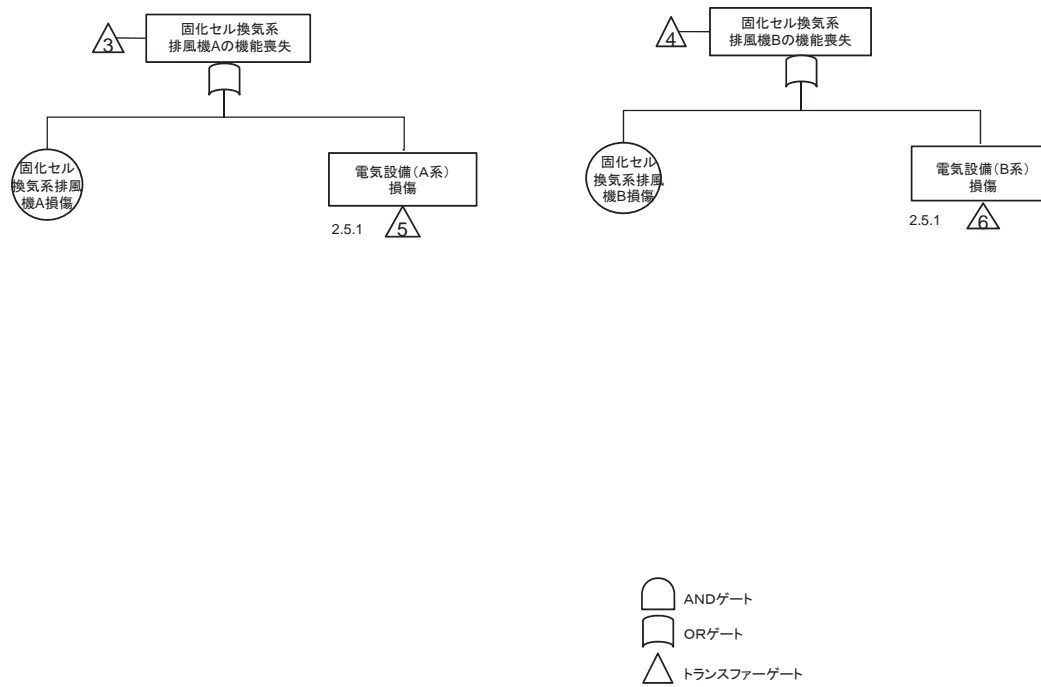 3
固化セル換気系
排風機Aの機能喪失
固化セル
換気系排風
機A損傷
電気設備(A系)
損傷
2.5.1
5
4
固化セル換気系
排風機Bの機能喪失
固化セル
換気系排風
機B損傷
電気設備(B系)
損傷
2.5.1
6
ANDゲート
ORゲート
トランスファーゲート